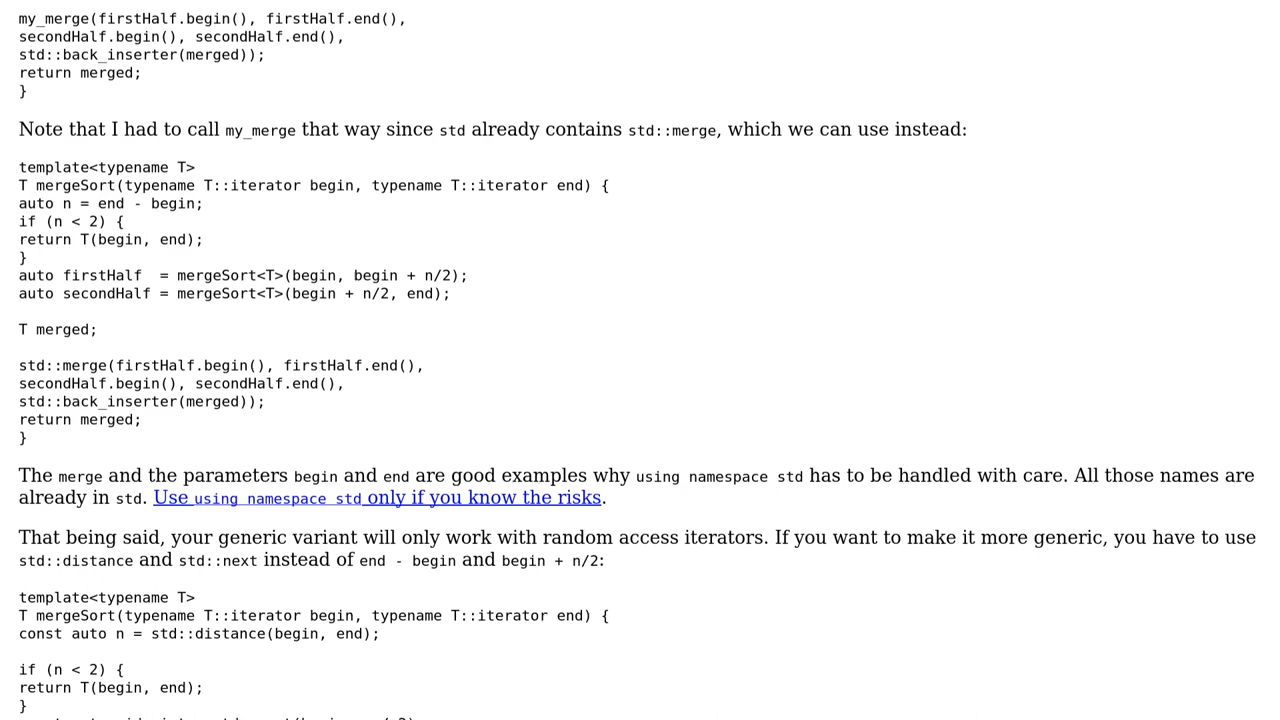 my_merge(firstHalf.begin(), firstHalf.end(),
secondHalf.begin(), secondHalf.end(),
std::back_inserter(merged));
return merged;
}
Note that I had to call my_merge that way since std already contains std::merge, which we can use instead:
template<typename T>
T mergeSort(typename T::iterator begin, typename T::iterator end) {
auto n = end - begin;
if (n < 2) {
return T(begin, end);
}
auto firstHalf  = mergeSort<T>(begin, begin + n/2);
auto secondHalf = mergeSort<T>(begin + n/2, end);
T merged;
std::merge(firstHalf.begin(), firstHalf.end(),
secondHalf.begin(), secondHalf.end(),
std::back_inserter(merged));
return merged;
}
The merge and the parameters begin and end are good examples why using namespace std has to be handled with care. All those names are
already in std. Use using namespace std only if you know the risks.
That being said, your generic variant will only work with random access iterators. If you want to make it more generic, you have to use
std::distance and std::next instead of end - begin and begin + n/2:
template<typename T>
T mergeSort(typename T::iterator begin, typename T::iterator end) {
const auto n = std::distance(begin, end);
if (n < 2) {
return T(begin, end);
}